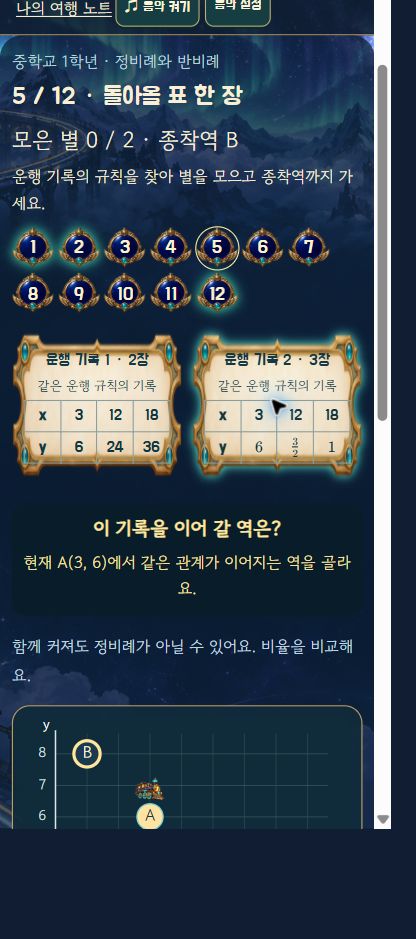 나의 여행 노트 ♫ 음악 켜기 음악 설정
중학교 1학년 · 정비례와 반비례
5 / 12 · 돌아올 표 한 장
모은 별 0 / 2 · 종착역 B
운행 기록의 규칙을 찾아 별을 모으고 종착역까지 가
세요.
1 2 3 4 5 6 7
8 9 10 11 12
운행 기록 1 · 2장
같은 운행 규칙의 기록
x 3 12 18
y 6 24 36
운행 기록 2 · 3장
같은 운행 규칙의 기록
x 3 12 18
y 6 3/2 1
이 기록을 이어 갈 역은?
현재 A(3, 6)에서 같은 관계가 이어지는 역을 골라
요.
함께 커져도 정비례가 아닐 수 있어요. 비율을 비교해
요.
y
8 B
7
6 A